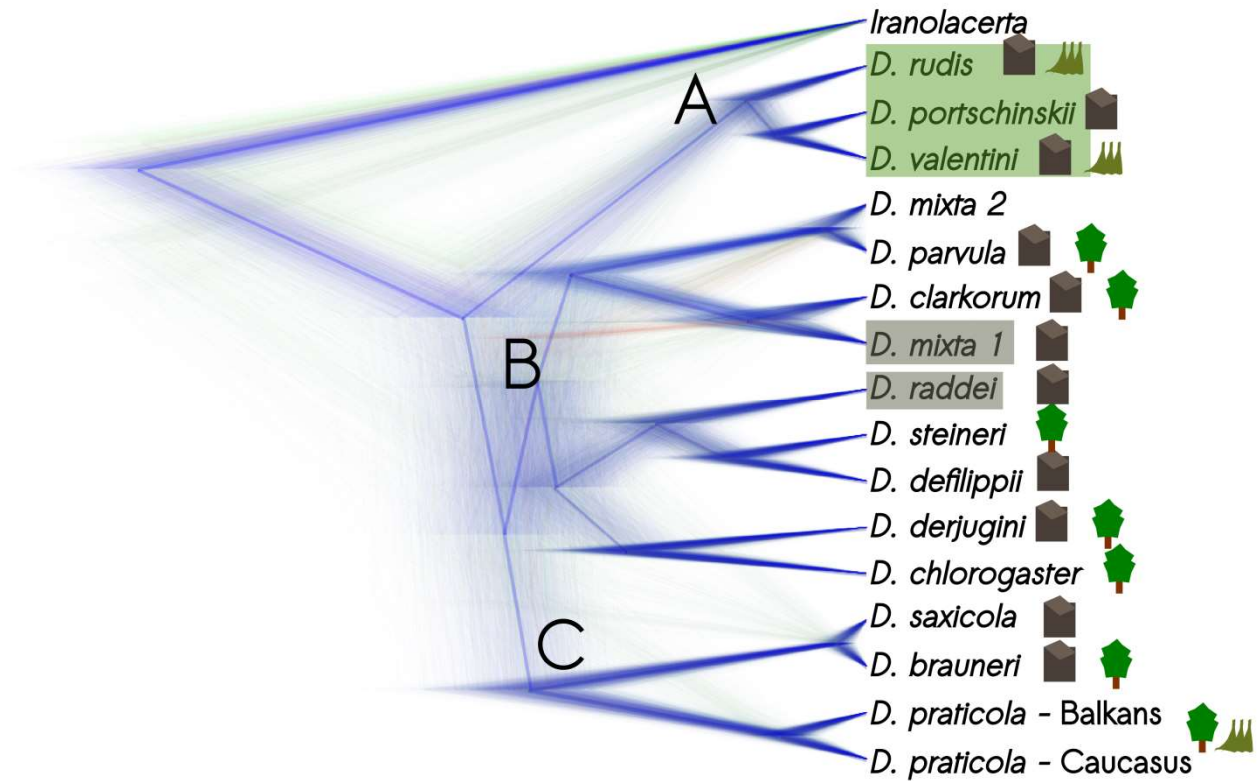 Iranolacerta
D. rudis
A
D. portschinskii
D. valentini
D. mixta 2
D. parvula
D. clarkorum
D. mixta 1
B
D. raddei
D. steineri
D. defilippii
D. derjugini
D. chlorogaster
D. saxicola
C
D. brauneri
D. praticola - Balkans
D. praticola - Caucasus